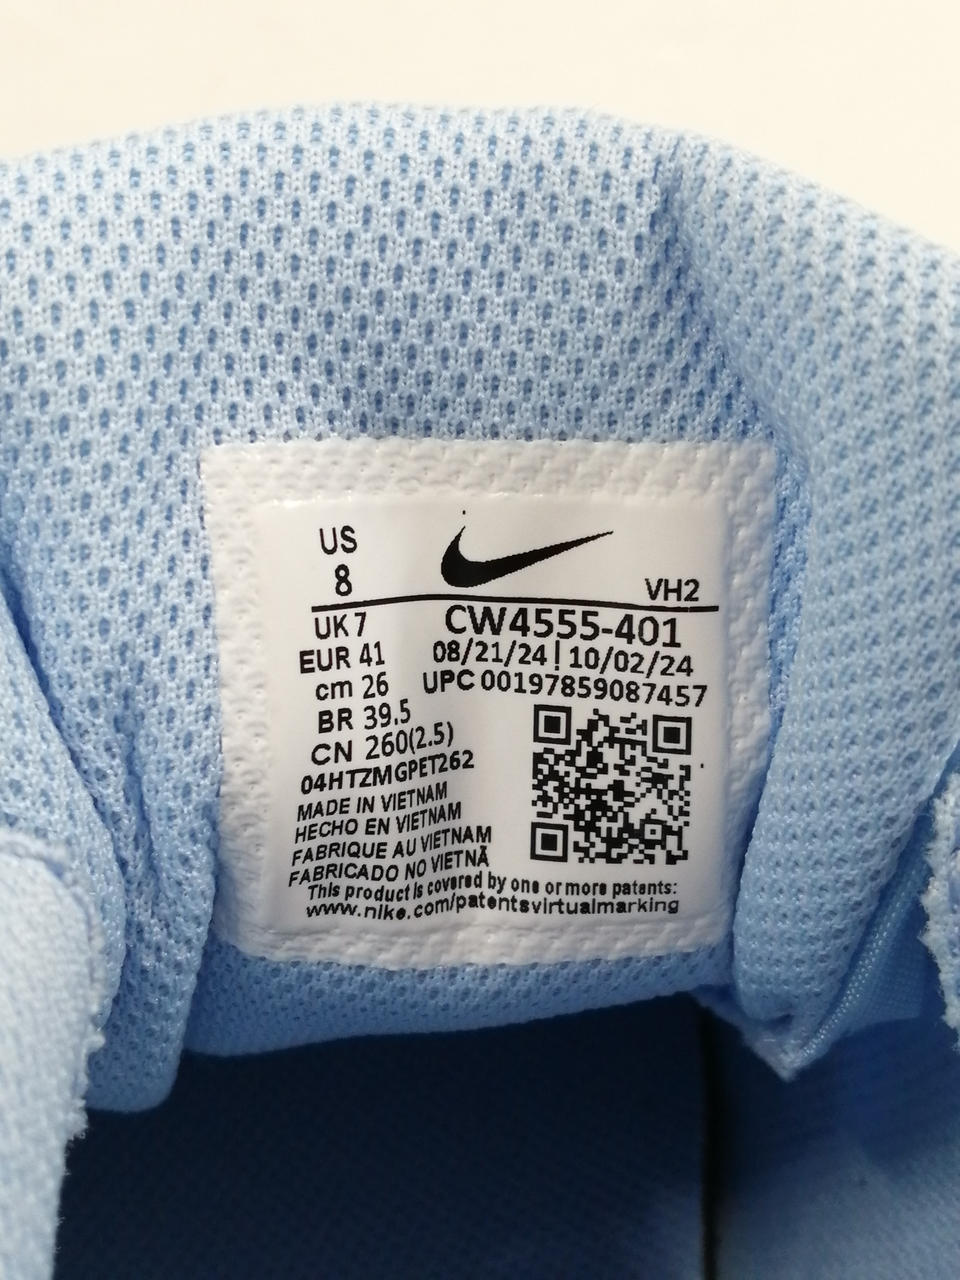 US
8
VH2
UK 7
CW4555-401
EUR 41
08/21/24 | 10/02/24
cm 26
UPC 00197859087457
BR 39.5
CN 260(2.5)
04HTZMGPET262
MADE IN VIETNAM
HECHO EN VIETNAM
FABRIQUE AU VIETNAM
FABRICADO NO VIETNÃ
This product is covered by one or more patents:
www.nike.com/patentsvirtualmarking